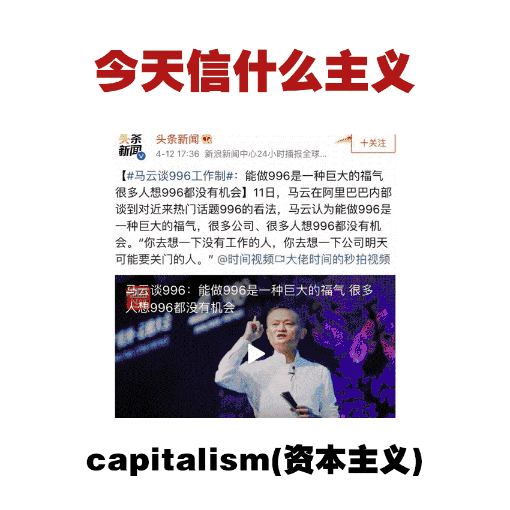 今天信什么主义
头条新闻
头条
新闻
4-12 17:36 新浪新闻中心24小时播报全球...
十关注
【#马云谈996工作制#：能做996是一种巨大的福气
很多人想996都没有机会】11日，马云在阿里巴巴内部
谈到对近来热门话题996的看法，马云认为能做996是
一种巨大的福气，很多公司、很多人想996都没有机
会。“你去想一下没有工作的人，你去想一下公司明天
可能要关门的人。” @时间视频 大佬时间的秒拍视频
马云谈996：能做996是一种巨大的福气 很多
人想996都没有机会
capitalism(资本主义)